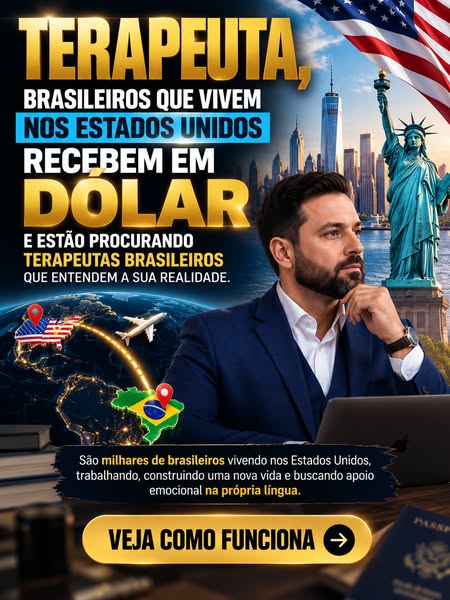 TERAPEUTA,
BRASILEIROS QUE VIVEM
NOS ESTADOS UNIDOS
RECEBEM EM
DÓLAR
E ESTÃO PROCURANDO
TERAPEUTAS BRASILEIROS
QUE ENTENDEM A SUA REALIDADE.
São milhares de brasileiros vivendo nos Estados Unidos,
trabalhando, construindo uma nova vida e buscando apoio
emocional na própria língua.
VEJA COMO FUNCIONA